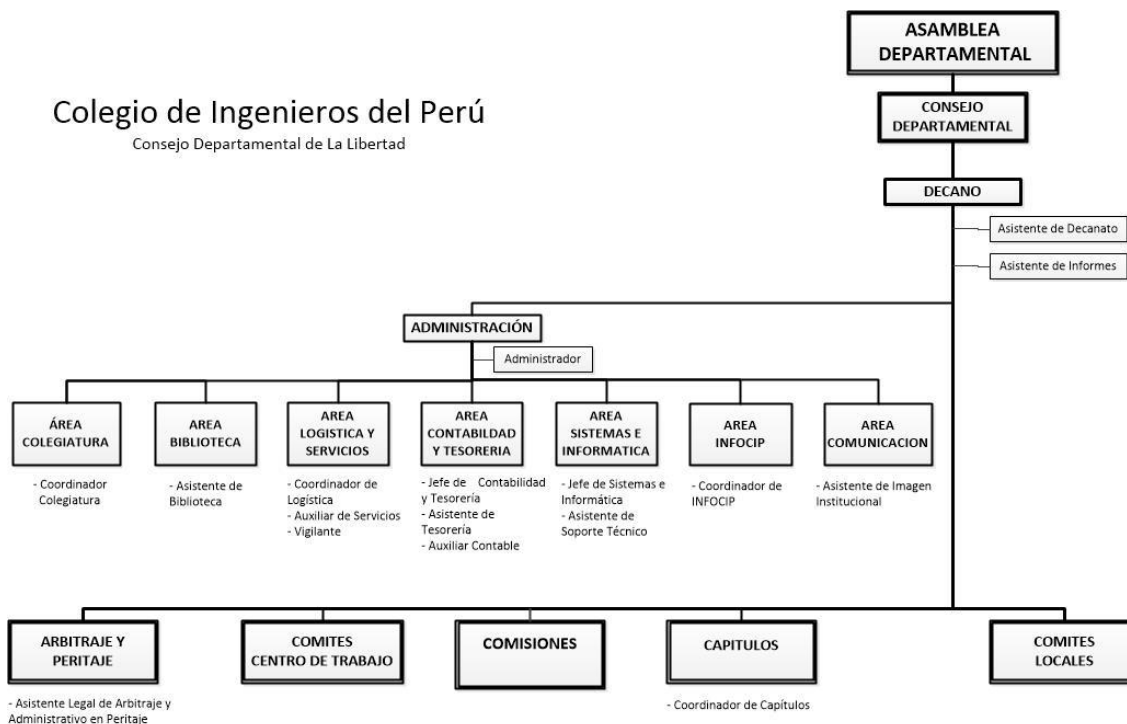 ASAMBLEA
DEPARTAMENTAL
Colegio de Ingenieros del Perú
Consejo Departamental de La Libertad
CONSEJO
DEPARTAMENTAL
DECANO
Asistente de Decanato
Asistente de Informes
ADMINISTRACIÓN
Administrador
ÁREA
COLEGIATURA
- Coordinador
Colegiatura
AREA
BIBLIOTECA
- Asistente de
Biblioteca
AREA
LOGISTICA Y
SERVICIOS
- Coordinador de
Logística
- Auxiliar de Servicios
- Vigilante
AREA
CONTABILDAD
Y TESORERIA
- Jefe de Contabilidad
y Tesorería
- Asistente de
Tesorería
- Auxiliar Contable
AREA
SISTEMAS E
INFORMATICA
- Jefe de Sistemas e
Informática
- Asistente de
Soporte Técnico
AREA
INFOCIP
- Coordinador de
INFOCIP
AREA
COMUNICACION
- Asistente de Imagen
Institucional
ARBITRAJE Y
PERITAJE
- Asistente Legal de Arbitraje y
Administrativo en Peritaje
COMITES
CENTRO DE TRABAJO
COMISIONES
CAPITULOS
- Coordinador de Capítulos
COMITES
LOCALES